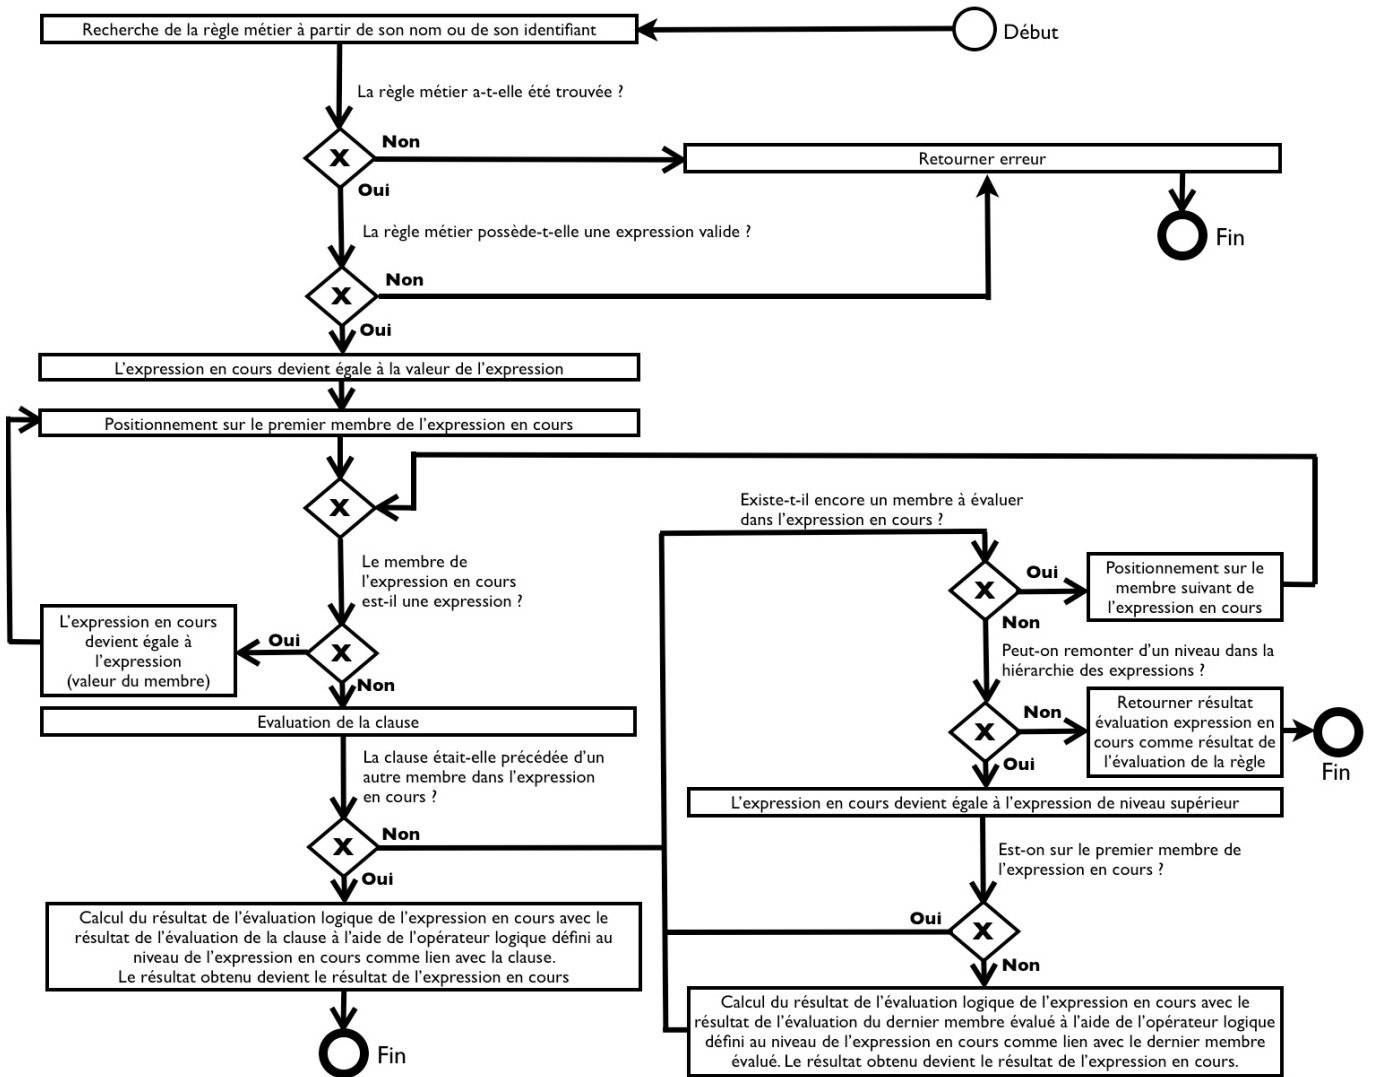 Recherche de la règle métier à partir de son nom ou de son identifiant
Début
La règle métier a-t-elle été trouvée ?
Non
X
Retourner erreur
Oui
La règle métier possède-t-elle une expression valide ?
Fin
Non
X
Oui
L'expression en cours devient égale à la valeur de l'expression
Positionnement sur le premier membre de l'expression en cours
X
Le membre de
l'expression en cours
est-il une expression ?
L'expression en cours
devient égale à
l'expression
(valeur du membre)
Oui
X
Non
Evaluation de la clause
La clause était-elle précédée d'un
autre membre dans l'expression
en cours ?
Non
X
Oui
Calcul du résultat de l'évaluation logique de l'expression en cours avec le
résultat de l'évaluation de la clause à l'aide de l'opérateur logique défini au
niveau de l'expression en cours comme lien avec la clause.
Le résultat obtenu devient le résultat de l'expression en cours
Fin
Existe-t-il encore un membre à évaluer
dans l'expression en cours ?
X
Oui
Positionnement sur le
membre suivant de
l'expression en cours
Non
Peut-on remonter d'un niveau dans la
hiérarchie des expressions ?
X
Non
Retourner résultat
évaluation expression en
cours comme résultat de
l'évaluation de la règle
Fin
Oui
L'expression en cours devient égale à l'expression de niveau supérieur
Est-on sur le premier membre de
l'expression en cours ?
Oui
X
Non
Calcul du résultat de l'évaluation logique de l'expression en cours avec le
résultat de l'évaluation du dernier membre évalué à l'aide de l'opérateur logique
défini au niveau de l'expression en cours comme lien avec le dernier membre
évalué. Le résultat obtenu devient le résultat de l'expression en cours.